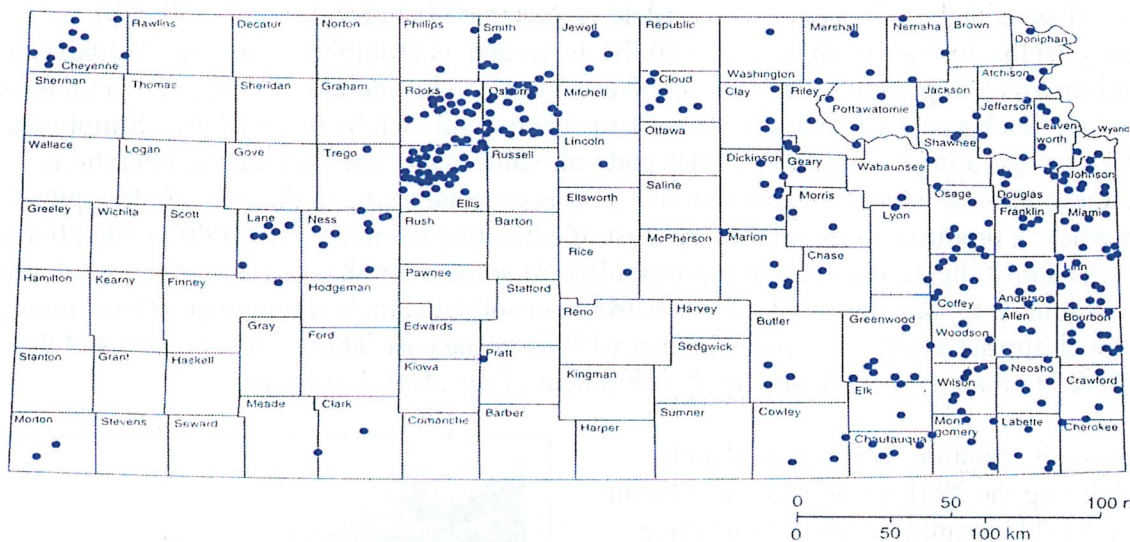 Cheyenne
Rawlins
Decatur
Norton
Phillips
Smith
Jewell
Republic
Washington
Marshall
Nemaha
Brown
Doniphan
Sherman
Thomas
Sheridan
Graham
Rooks
Osborn
Mitchell
Cloud
Clay
Riley
Pottawatomie
Jackson
Atchison
Jefferson
Leaven
worth
Wyand
Wallace
Logan
Gove
Trego
Ellis
Russell
Lincoln
Ottawa
Saline
Dickinson
Geary
Wabaunsee
Shawnee
Douglas
Johnson
Greeley
Wichita
Scott
Lane
Ness
Rush
Barton
Ellsworth
McPherson
Marion
Morris
Lyon
Osage
Franklin
Miami
Hamilton
Kearny
Finney
Hodgeman
Pawnee
Stafford
Rice
Reno
Harvey
Chase
Coffey
Anderson
Linn
Stanton
Grant
Haskell
Gray
Ford
Edwards
Kiowa
Pratt
Kingman
Sedgwick
Butler
Greenwood
Woodson
Allen
Bourbon
Morton
Stevens
Seward
Meade
Clark
Comanche
Barber
Harper
Sumner
Cowley
Elk
Chautauqua
Wilson
Neosho
Crawford
Mont
gomery
Labette
Cherokee
0 50 100
0 50 100 km